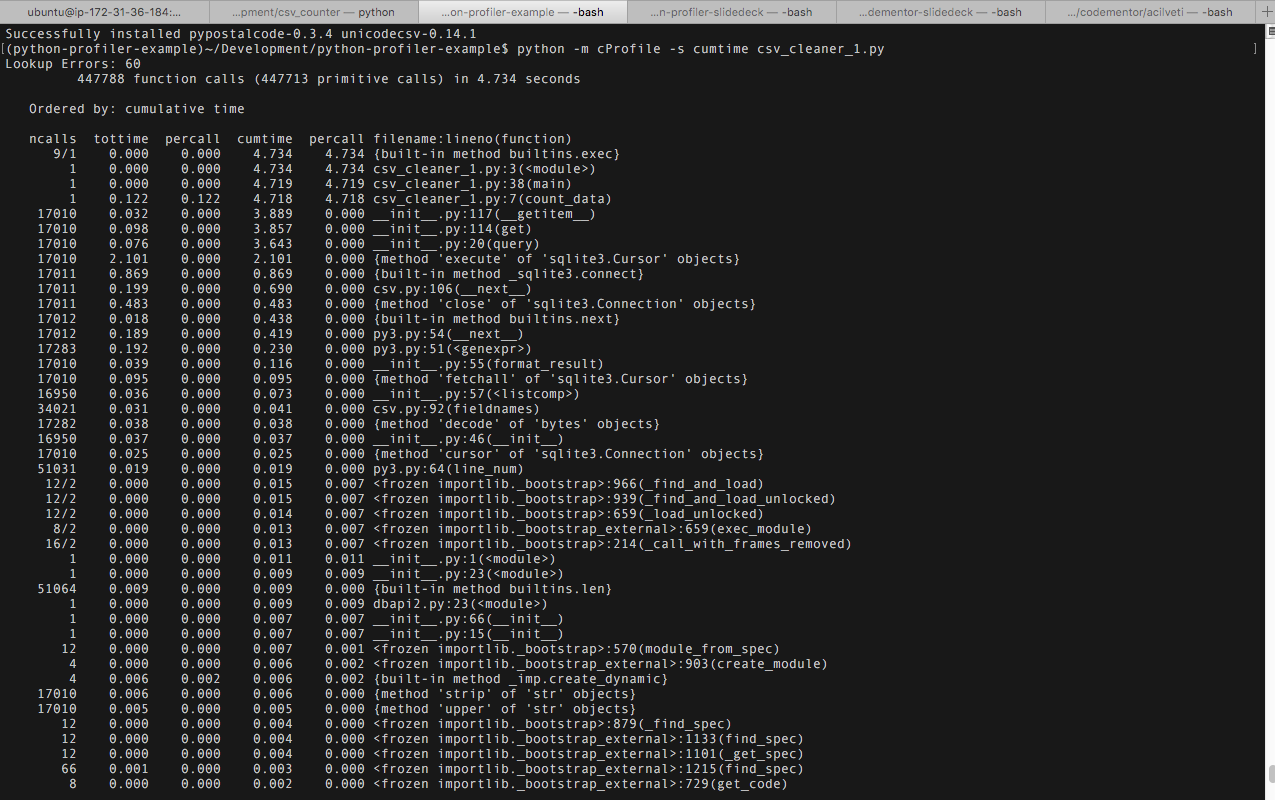 ubuntu@ip-172-31-36-184:... ...pment/csv_counter — python ...on-profiler-example — -bash ...n-profiler-slidedeck — -bash ...dementor-slidedeck — -bash .../codementor/acilveti — -bash +
Successfully installed pypostalcode-0.3.4 unicodecsv-0.14.1
[(python-profiler-example)~/Development/python-profiler-example$ python -m cProfile -s cumtime csv_cleaner_1.py ]
Lookup Errors: 60
447788 function calls (447713 primitive calls) in 4.734 seconds
Ordered by: cumulative time
ncalls tottime percall cumtime percall filename:lineno(function)
9/1 0.000 0.000 4.734 4.734 {built-in method builtins.exec}
1 0.000 0.000 4.734 4.734 csv_cleaner_1.py:3(<module>)
1 0.000 0.000 4.719 4.719 csv_cleaner_1.py:38(main)
1 0.122 0.122 4.718 4.718 csv_cleaner_1.py:7(count_data)
17010 0.032 0.000 3.889 0.000 __init__.py:117(__getitem__)
17010 0.098 0.000 3.857 0.000 __init__.py:114(get)
17010 0.076 0.000 3.643 0.000 __init__.py:20(query)
17010 2.101 0.000 2.101 0.000 {method 'execute' of 'sqlite3.Cursor' objects}
17011 0.869 0.000 0.869 0.000 {built-in method _sqlite3.connect}
17011 0.199 0.000 0.690 0.000 csv.py:106(__next__)
17011 0.483 0.000 0.483 0.000 {method 'close' of 'sqlite3.Connection' objects}
17012 0.018 0.000 0.438 0.000 {built-in method builtins.next}
17012 0.189 0.000 0.419 0.000 py3.py:54(__next__)
17283 0.192 0.000 0.230 0.000 py3.py:51(<genexpr>)
17010 0.039 0.000 0.116 0.000 __init__.py:55(format_result)
17010 0.095 0.000 0.095 0.000 {method 'fetchall' of 'sqlite3.Cursor' objects}
16950 0.036 0.000 0.073 0.000 __init__.py:57(<listcomp>)
34021 0.031 0.000 0.041 0.000 csv.py:92(fieldnames)
17282 0.038 0.000 0.038 0.000 {method 'decode' of 'bytes' objects}
16950 0.037 0.000 0.037 0.000 __init__.py:46(__init__)
17010 0.025 0.000 0.025 0.000 {method 'cursor' of 'sqlite3.Connection' objects}
51031 0.019 0.000 0.019 0.000 py3.py:64(line_num)
12/2 0.000 0.000 0.015 0.007 <frozen importlib._bootstrap>:966(_find_and_load)
12/2 0.000 0.000 0.015 0.007 <frozen importlib._bootstrap>:939(_find_and_load_unlocked)
12/2 0.000 0.000 0.014 0.007 <frozen importlib._bootstrap>:659(_load_unlocked)
8/2 0.000 0.000 0.013 0.007 <frozen importlib._bootstrap_external>:659(exec_module)
16/2 0.000 0.000 0.013 0.007 <frozen importlib._bootstrap>:214(_call_with_frames_removed)
1 0.000 0.000 0.011 0.011 __init__.py:1(<module>)
1 0.000 0.000 0.009 0.009 __init__.py:23(<module>)
51064 0.009 0.000 0.009 0.000 {built-in method builtins.len}
1 0.000 0.000 0.009 0.009 dbapi2.py:23(<module>)
1 0.000 0.000 0.007 0.007 __init__.py:66(__init__)
1 0.000 0.000 0.007 0.007 __init__.py:15(__init__)
12 0.000 0.000 0.007 0.001 <frozen importlib._bootstrap>:570(module_from_spec)
4 0.000 0.000 0.006 0.002 <frozen importlib._bootstrap_external>:903(create_module)
4 0.006 0.002 0.006 0.002 {built-in method _imp.create_dynamic}
17010 0.006 0.000 0.006 0.000 {method 'strip' of 'str' objects}
17010 0.005 0.000 0.005 0.000 {method 'upper' of 'str' objects}
12 0.000 0.000 0.004 0.000 <frozen importlib._bootstrap>:879(_find_spec)
12 0.000 0.000 0.004 0.000 <frozen importlib._bootstrap_external>:1133(find_spec)
12 0.000 0.000 0.004 0.000 <frozen importlib._bootstrap_external>:1101(_get_spec)
66 0.001 0.000 0.003 0.000 <frozen importlib._bootstrap_external>:1215(find_spec)
8 0.000 0.000 0.002 0.000 <frozen importlib._bootstrap_external>:729(get_code)